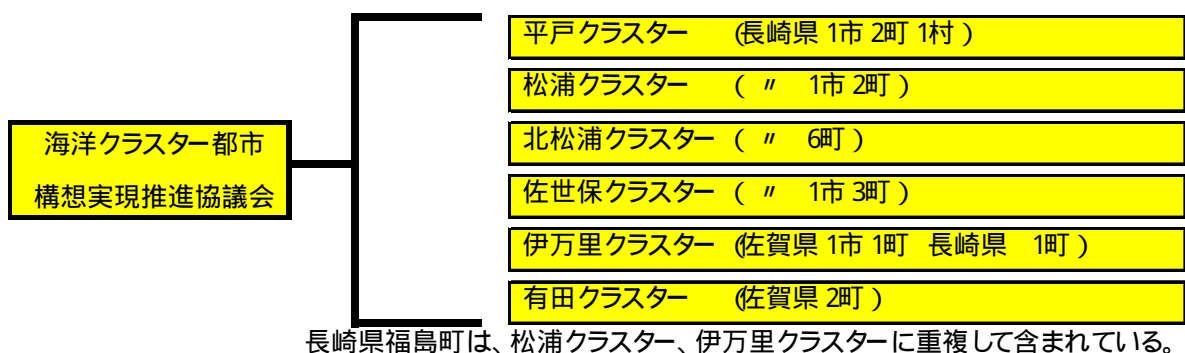 海洋クラスター都市
構想実現推進協議会
平戸クラスター （長崎県 1市 2町 1村 ）
松浦クラスター （ 〃 1市 2町 ）
北松浦クラスター （ 〃 6町 ）
佐世保クラスター （ 〃 1市 3町 ）
伊万里クラスター （佐賀県 1市 1町 長崎県 1町 ）
有田クラスター （佐賀県 2町 ）
長崎県福島町は、松浦クラスター、伊万里クラスターに重複して含まれている。